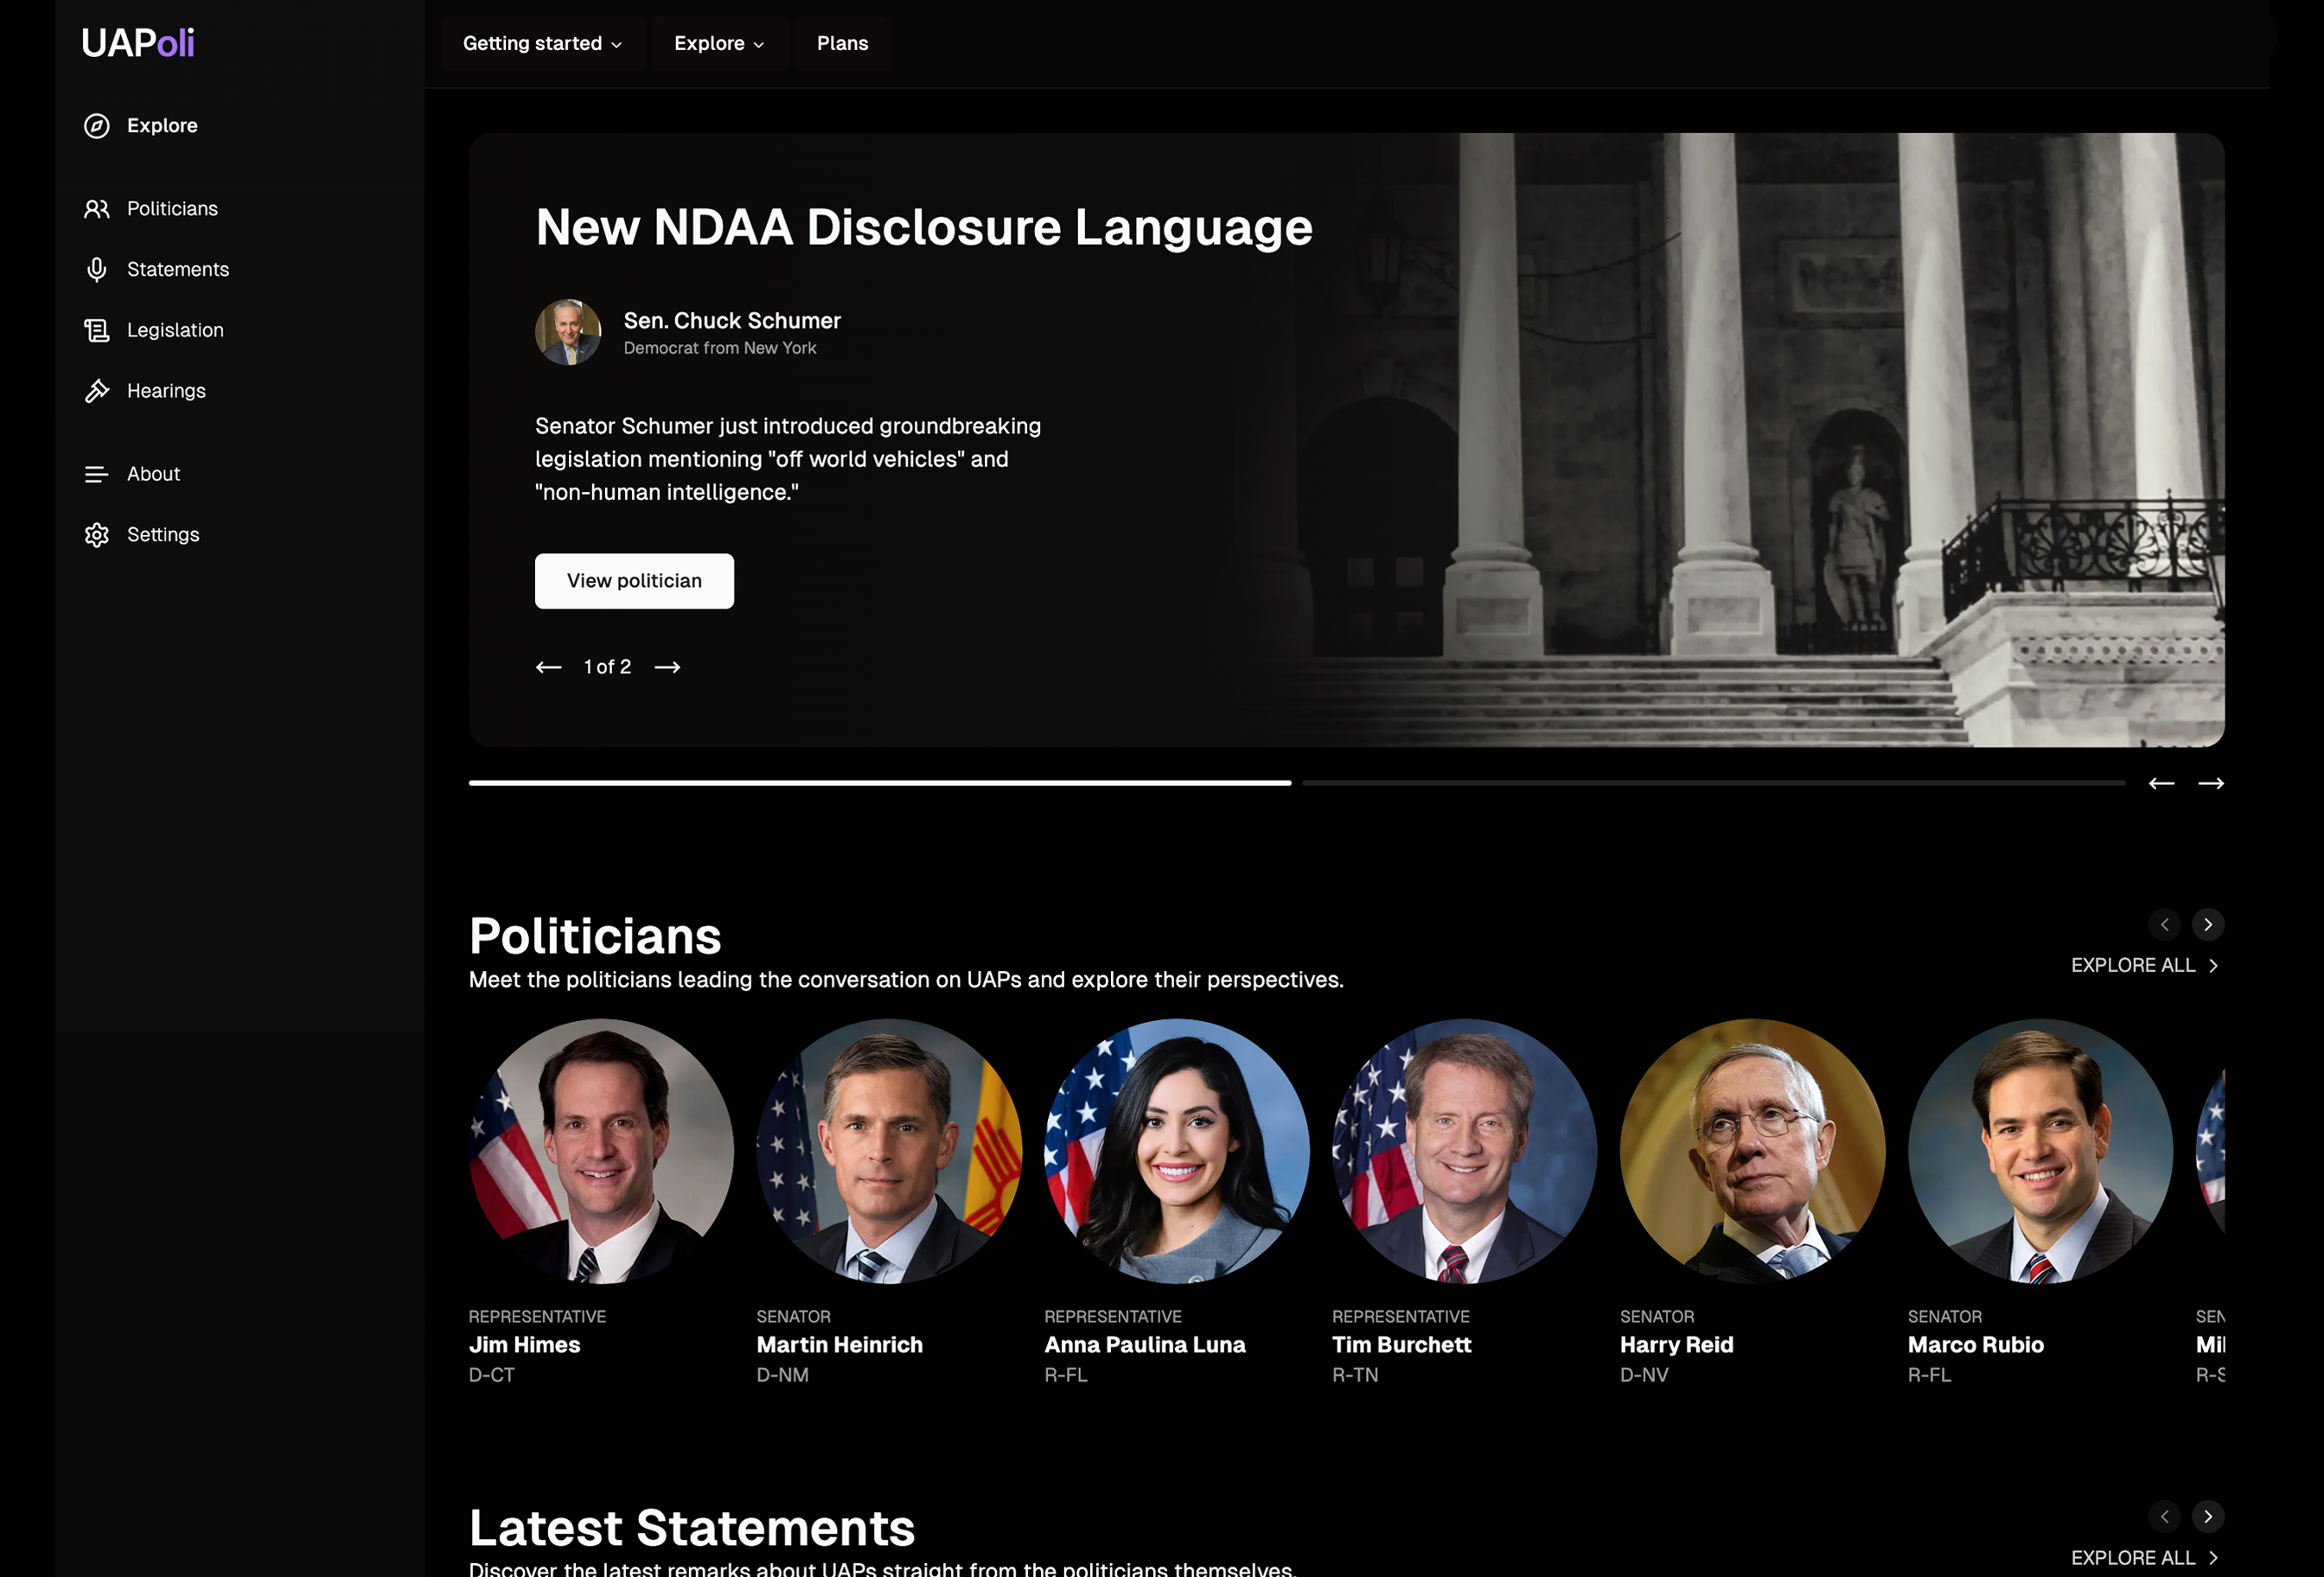 UAPoli
Getting started
Explore
Plans
Explore
Politicians
Statements
Legislation
Hearings
About
Settings
New NDAA Disclosure Language
Sen. Chuck Schumer
Democrat from New York
Senator Schumer just introduced groundbreaking
legislation mentioning "off world vehicles" and
"non-human intelligence."
View politician
1 of 2
Politicians
Meet the politicians leading the conversation on UAPs and explore their perspectives.
EXPLORE ALL
REPRESENTATIVE
Jim Himes
D-CT
SENATOR
Martin Heinrich
D-NM
REPRESENTATIVE
Anna Paulina Luna
R-FL
REPRESENTATIVE
Tim Burchett
R-TN
SENATOR
Harry Reid
D-NV
SENATOR
Marco Rubio
R-FL
Latest Statements
Discover the latest remarks about UAPs straight from the politicians themselves.
EXPLORE ALL